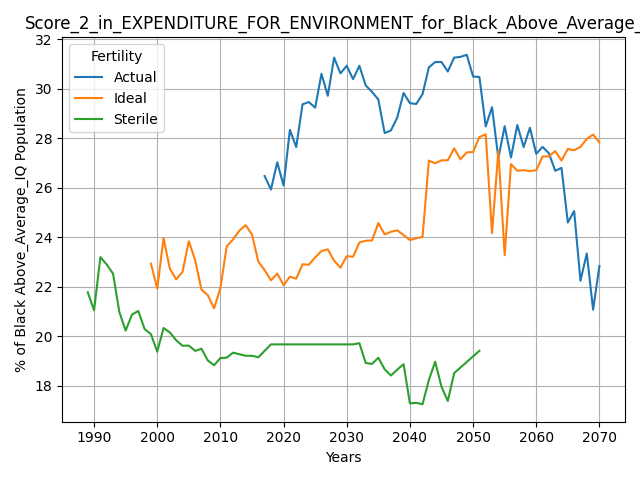 Score_2_in_EXPENDITURE_FOR_ENVIRONMENT_for_Black_Above_Average_
Fertility
Actual
Ideal
Sterile
% of Black Above_Average_IQ Population
32
30
28
26
24
22
20
18
1990 2000 2010 2020 2030 2040 2050 2060 2070
Years